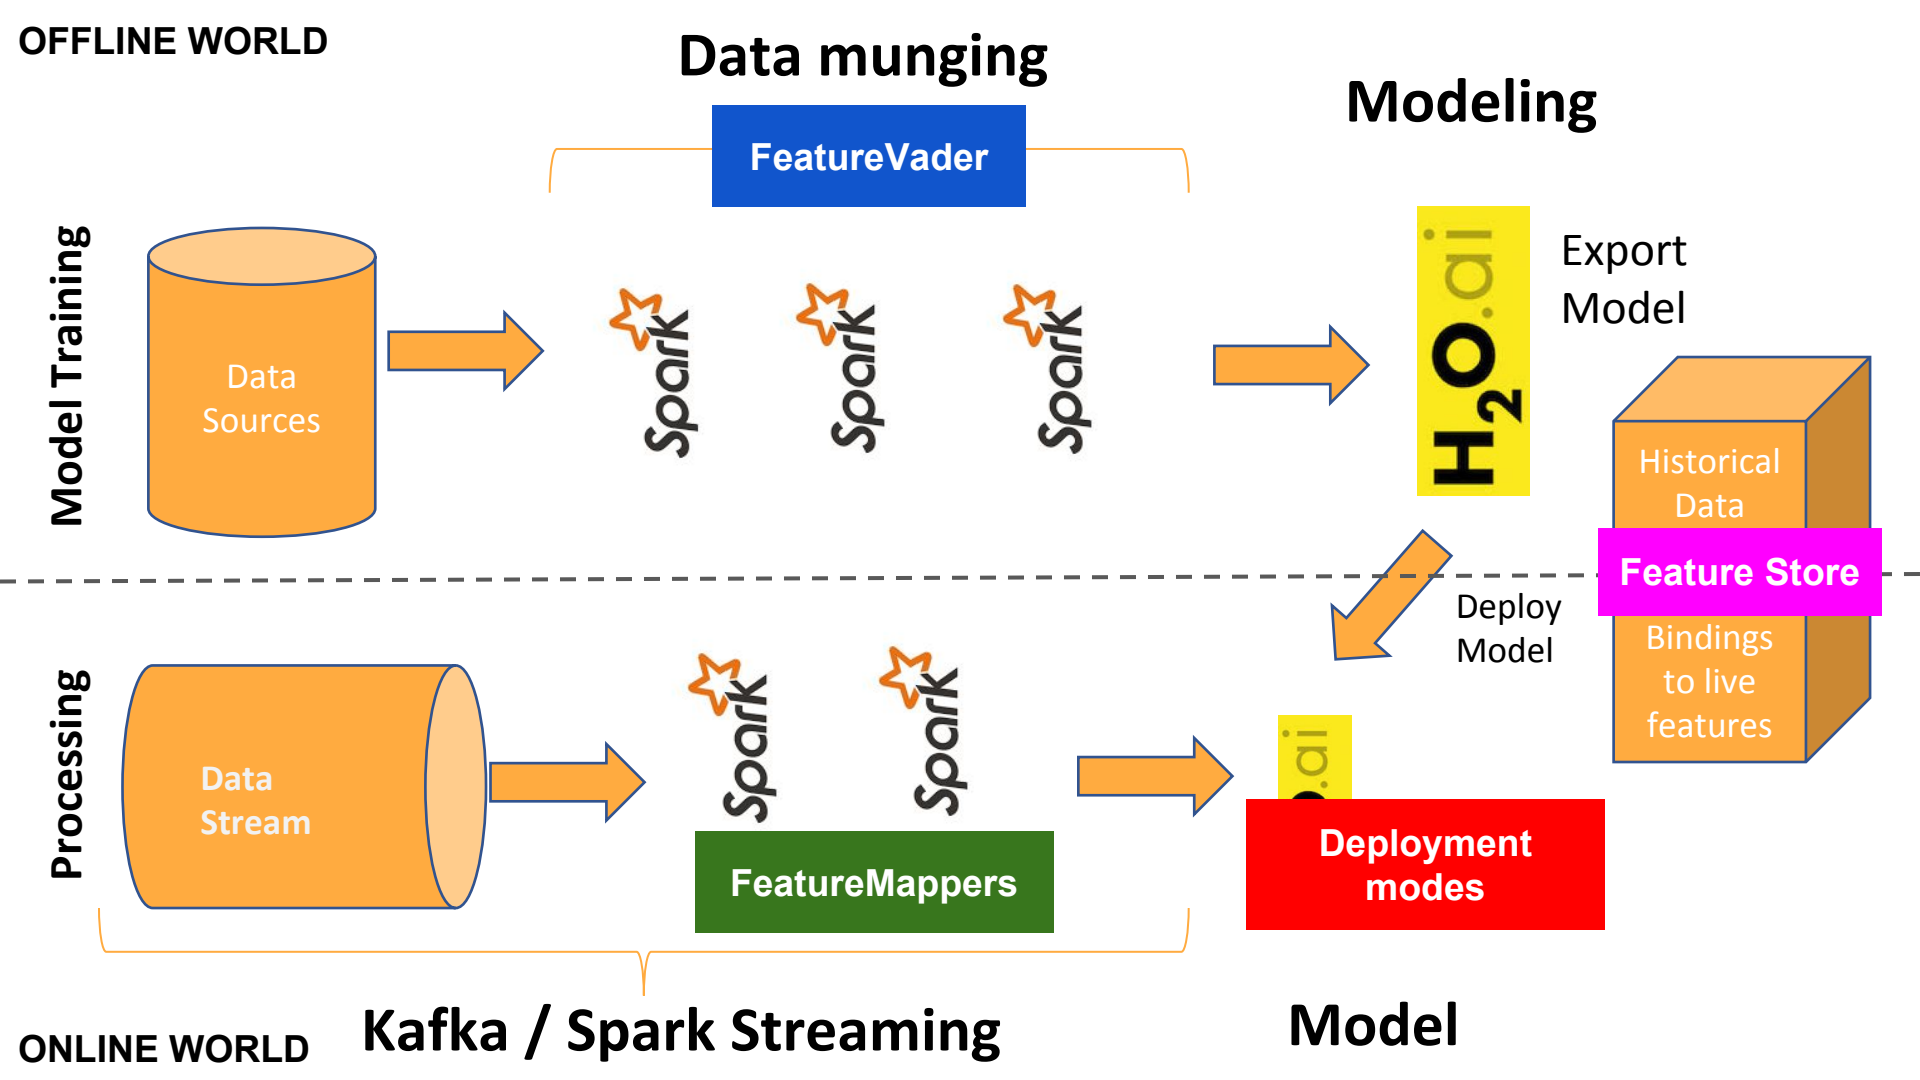 OFFLINE WORLD
Data munging
Modeling
FeatureVader
Model Training
Data
Sources
Spark
Spark
Spark
H2O.ai
Export
Model
Historical
Data
Feature Store
Bindings
to live
features
Deploy
Model
Processing
Data
Stream
Spark
Spark
FeatureMappers
.ai
Deployment
modes
Kafka / Spark Streaming
Model
ONLINE WORLD